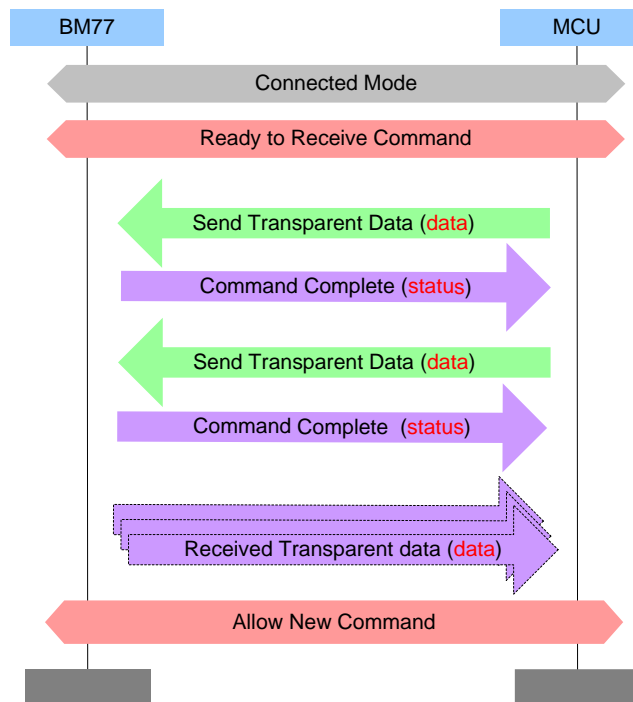 BM77
MCU
Connected Mode
Ready to Receive Command
Send Transparent Data (data)
Command Complete (status)
Send Transparent Data (data)
Command Complete (status)
Received Transparent data (data)
Allow New Command